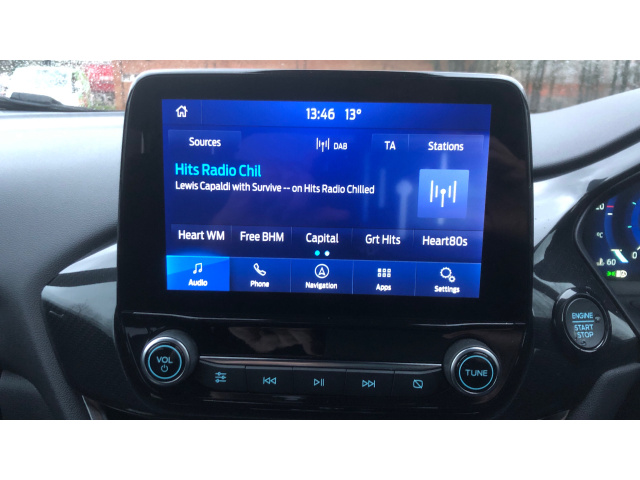 13:46 13°
Sources DAB TA Stations
Hits Radio Chil
Lewis Capaldi with Survive -- on Hits Radio Chilled
Heart WM Free BHM Capital Grt Hits Heart80s
Audio Phone Navigation Apps Settings
VOL
TUNE
ENGINE
START
STOP
°C
60